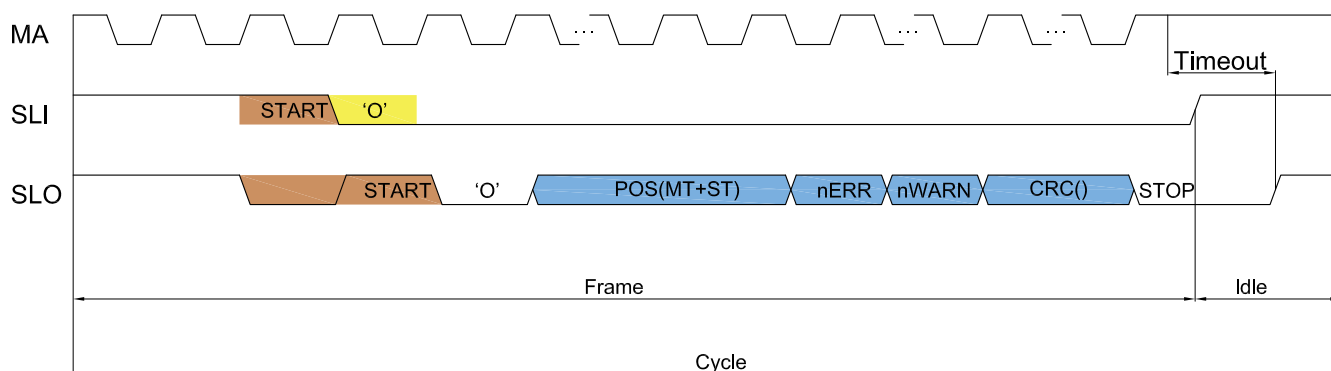 MA ... ... ...
Timeout
SLI START ‘O’
SLO START ‘O’ POS(MT+ST) nERR nWARN CRC() STOP
Frame Idle
Cycle